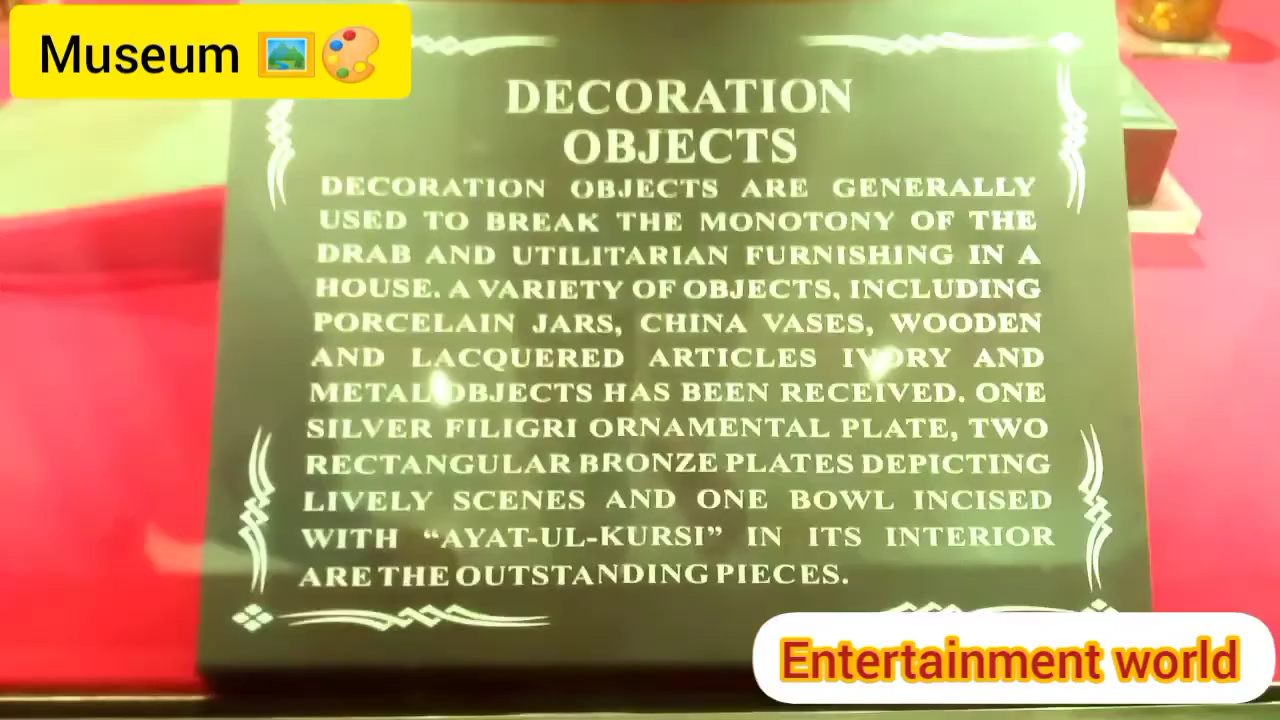 Museum 🖼️🎨
DECORATION
OBJECTS
DECORATION OBJECTS ARE GENERALLY
USED TO BREAK THE MONOTONY OF THE
DRAB AND UTILITARIAN FURNISHING IN A
HOUSE. A VARIETY OF OBJECTS, INCLUDING
PORCELAIN JARS, CHINA VASES, WOODEN
AND LACQUERED ARTICLES IVORY AND
METAL OBJECTS HAS BEEN RECEIVED. ONE
SILVER FILIGRI ORNAMENTAL PLATE, TWO
RECTANGULAR BRONZE PLATES DEPICTING
LIVELY SCENES AND ONE BOWL INCISED
WITH “AYAT-UL-KURSI” IN ITS INTERIOR
ARE THE OUTSTANDING PIECES.
Entertainment world